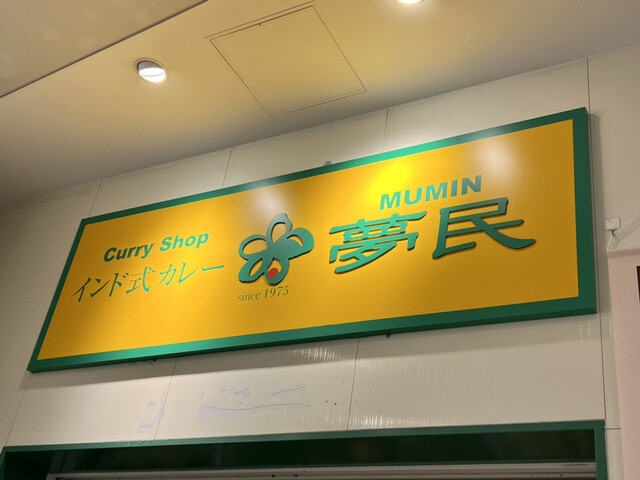 Curry Shop
インド式カレー
since 1975
MUMIN
夢民